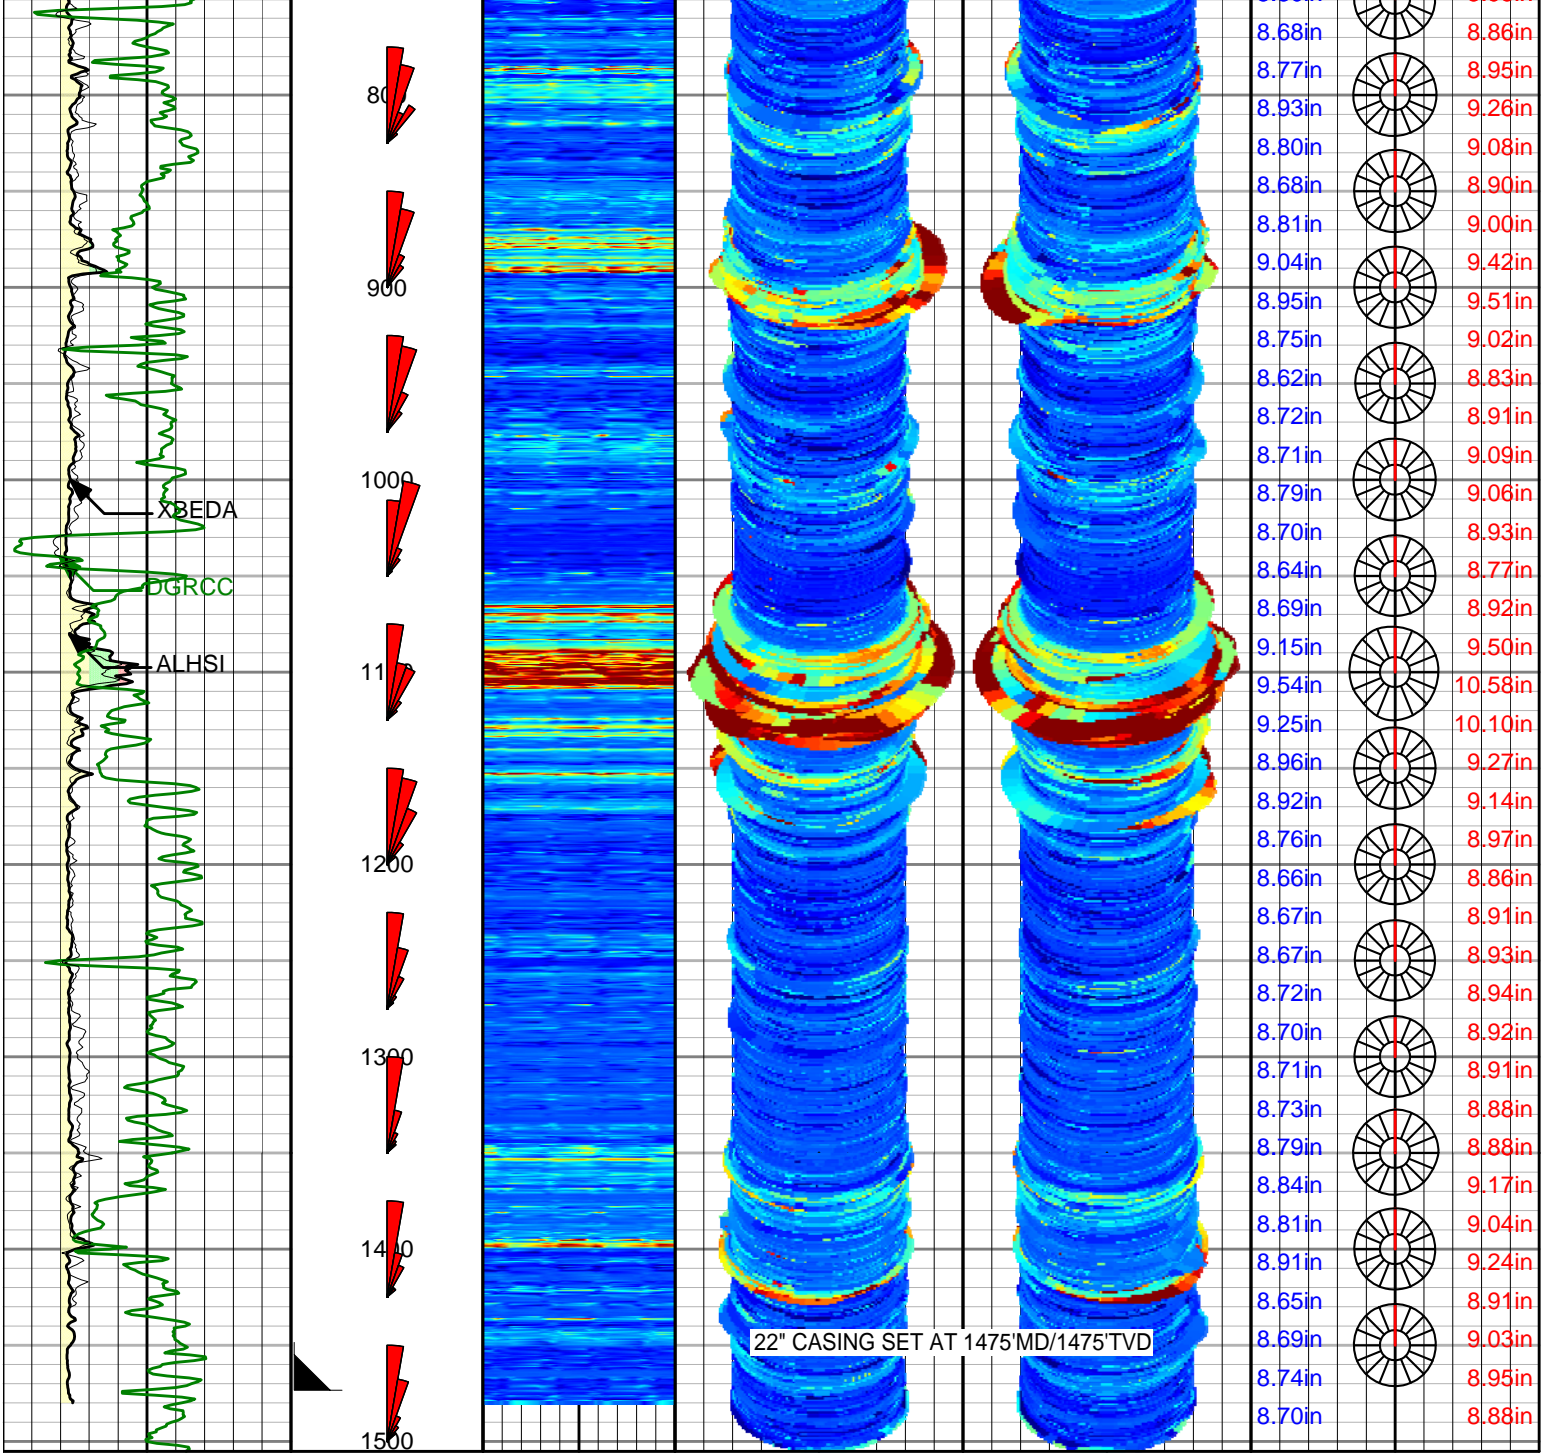 8.68in 8.86in
8.77in 8.95in
80
8.93in 9.26in
8.80in 9.08in
8.68in 8.90in
8.81in 9.00in
9.04in 9.42in
900
8.95in 9.51in
8.75in 9.02in
8.62in 8.83in
8.72in 8.91in
8.71in 9.09in
1000
8.79in 9.06in
XBEDA
8.70in 8.93in
8.64in 8.77in
DGRCC
8.69in 8.92in
9.15in 9.50in
ALHSI
9.54in 10.58in
9.25in 10.10in
8.96in 9.27in
8.92in 9.14in
8.76in 8.97in
1200
8.66in 8.86in
8.67in 8.91in
8.67in 8.93in
8.72in 8.94in
8.70in 8.92in
1300
8.71in 8.91in
8.73in 8.88in
8.79in 8.88in
8.84in 9.17in
8.81in 9.04in
1400
8.91in 9.24in
8.65in 8.91in
22" CASING SET AT 1475'MD/1475'TVD
8.69in 9.03in
8.74in 8.95in
8.70in 8.88in
1500